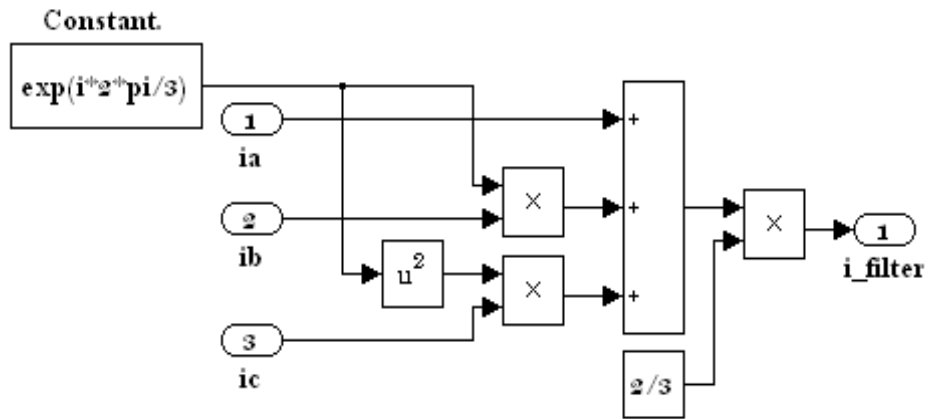 Constant.
exp(i*2*pi/3)
1
ia
+
×
2
+
×
ib
1
i_filter
u²
×
+
3
ic
2/3